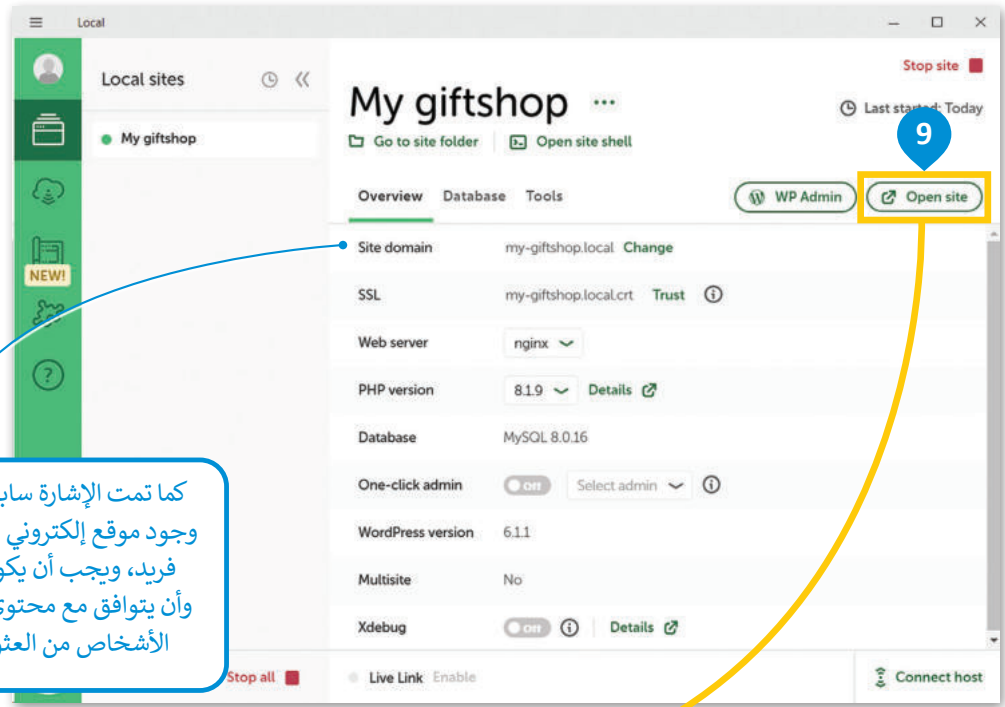 Local
Local sites
My giftshop
NEW!
My giftshop ...
Stop site
Last started: Today
Go to site folder
Open site shell
9
Overview Database Tools
WP Admin
Open site
Site domain my-giftshop.local Change
SSL my-giftshop.local.crt Trust
Web server nginx
PHP version 8.1.9 Details
Database MySQL 8.0.16
One-click admin Off Select admin
WordPress version 6.1.1
Multisite No
Xdebug Off Details
كما تمت الإشارة
وجود موقع إلكتروني
فريد، ويجب أن
وأن يتوافق مع
الأشخاص من
Stop all
Live Link Enable
Connect host